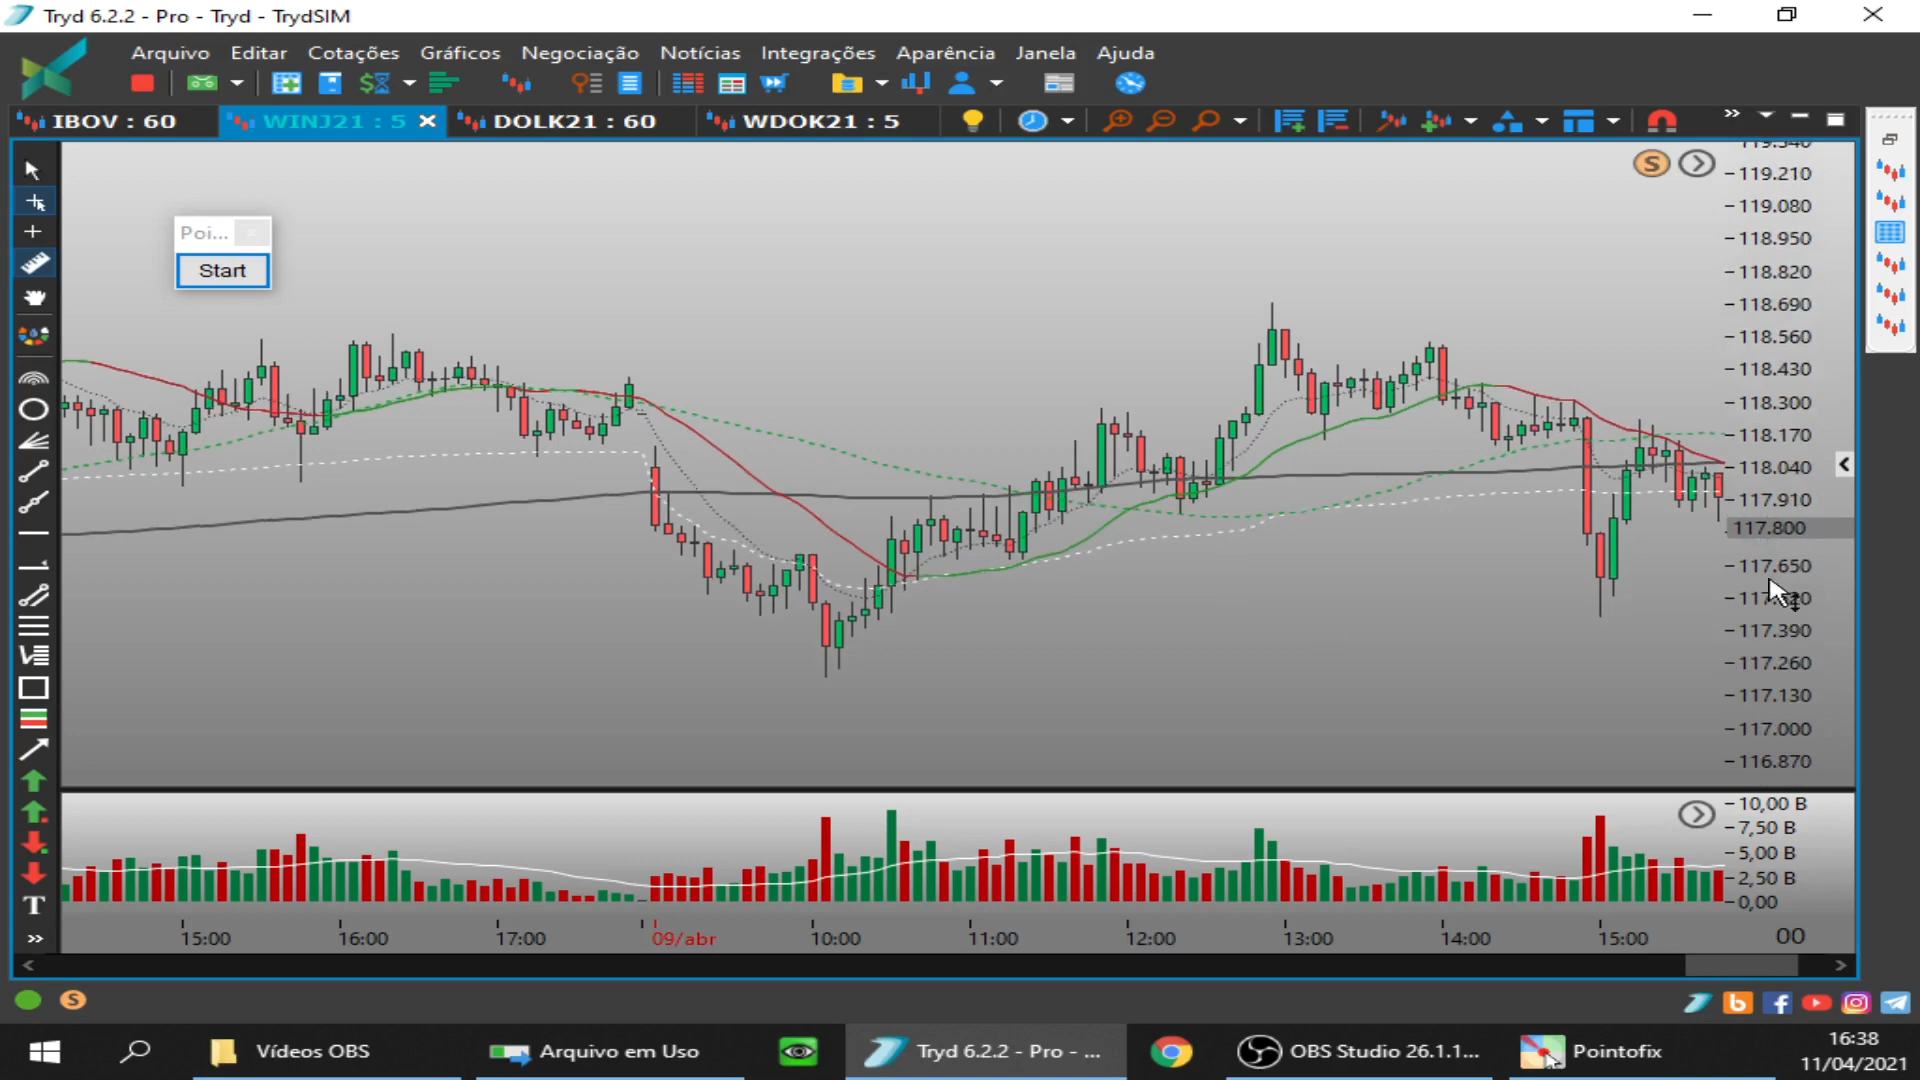 Tryd 6.2.2 - Pro - Tryd - TrydSIM
Arquivo Editar Cotações Gráficos Negociação Notícias Integrações Aparência Janela Ajuda
IBOV : 60 WINJ21 : 5 DOLK21 : 60 WDOK21 : 5
Poi...
Start
S
119.340
119.210
119.080
118.950
118.820
118.690
118.560
118.430
118.300
118.170
118.040
117.910
117.800
117.650
117.390
117.260
117.130
117.000
116.870
10,00 B
7,50 B
5,00 B
2,50 B
0,00
15:00 16:00 17:00 09/abr 10:00 11:00 12:00 13:00 14:00 15:00 00
T
S
Vídeos OBS Arquivo em Uso Tryd 6.2.2 - Pro - ... OBS Studio 26.1.1... Pointofix
16:38
11/04/2021